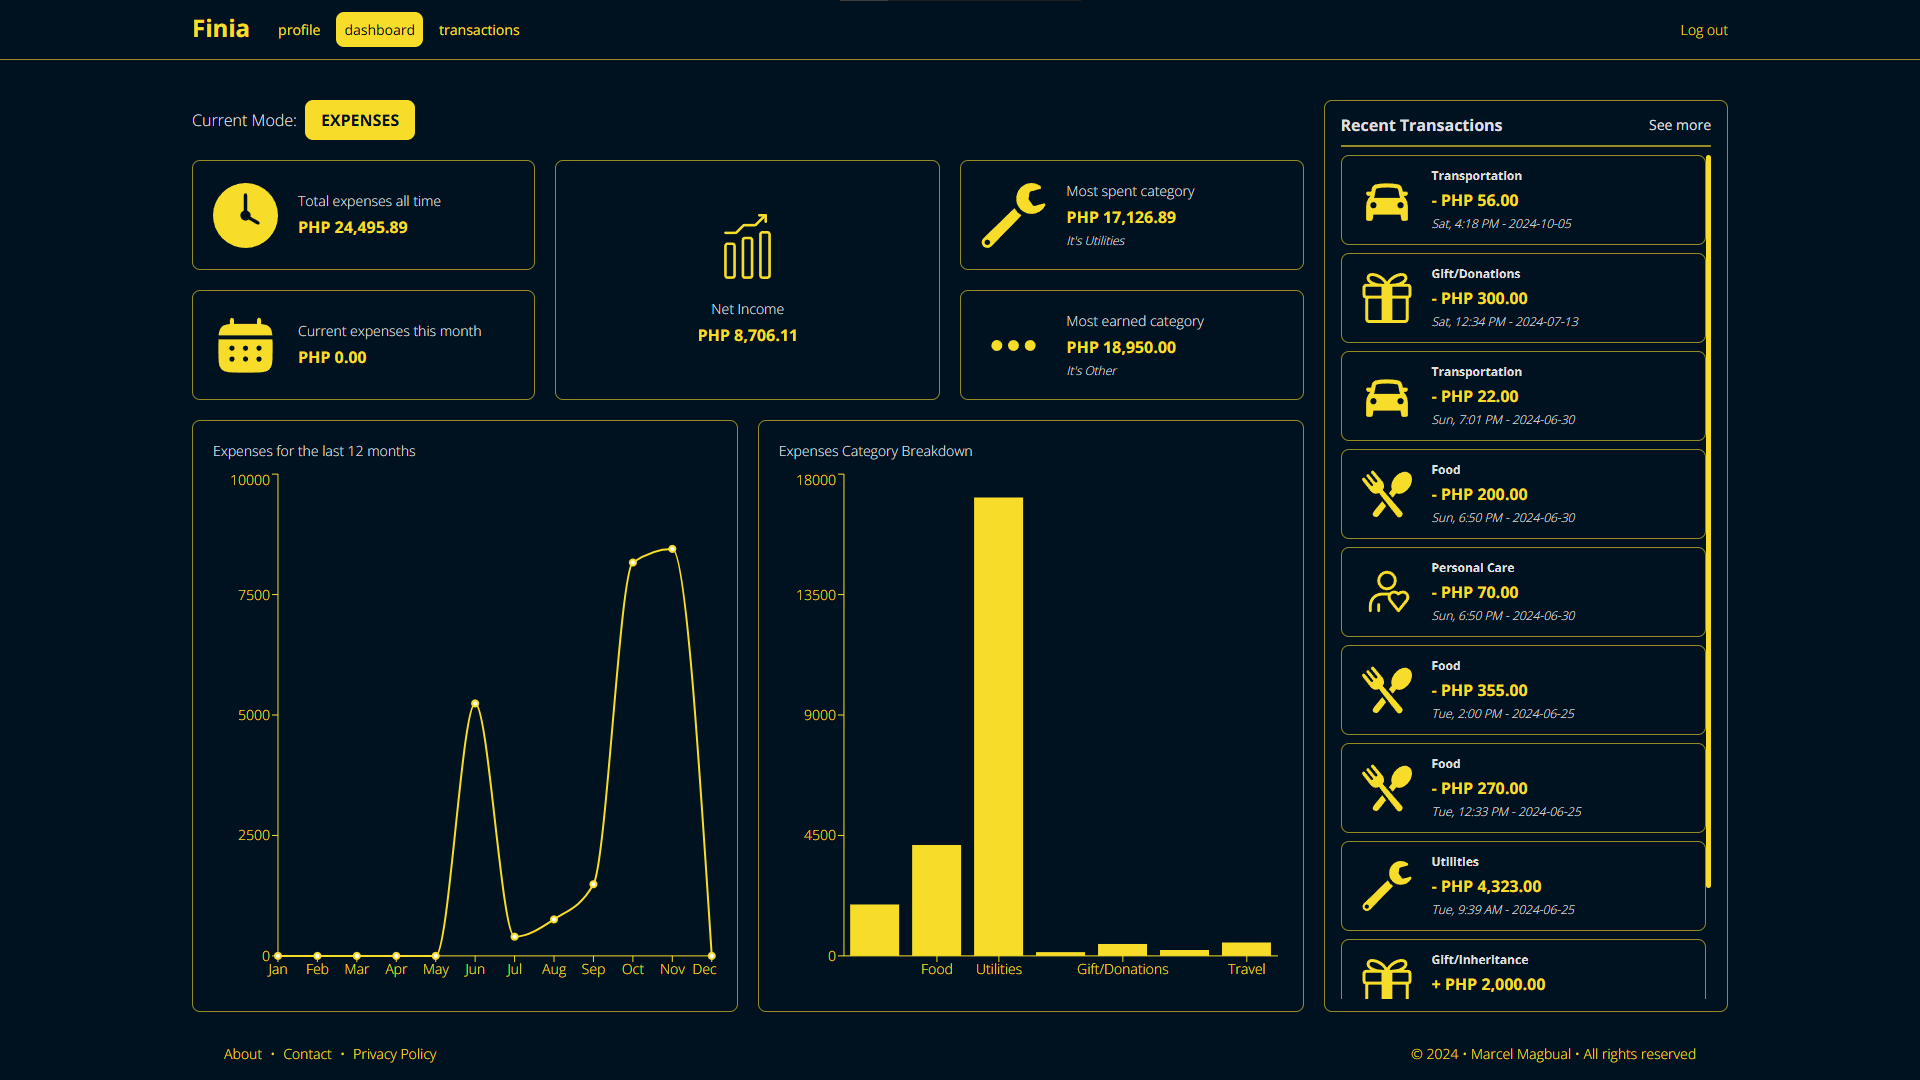 Finia
profile
dashboard
transactions
Log out
Current Mode:
EXPENSES
Total expenses all time
PHP 24,495.89
Current expenses this month
PHP 0.00
Net Income
PHP 8,706.11
Most spent category
PHP 17,126.89
It's Utilities
Most earned category
PHP 18,950.00
It's Other
Expenses for the last 12 months
10000
7500
5000
2500
0
Jan Feb Mar Apr May Jun Jul Aug Sep Oct Nov Dec
Expenses Category Breakdown
18000
13500
9000
4500
0
Food Utilities Gift/Donations Travel
Recent Transactions
See more
Transportation
- PHP 56.00
Sat, 4:18 PM - 2024-10-05
Gift/Donations
- PHP 300.00
Sat, 12:34 PM - 2024-07-13
Transportation
- PHP 22.00
Sun, 7:01 PM - 2024-06-30
Food
- PHP 200.00
Sun, 6:50 PM - 2024-06-30
Personal Care
- PHP 70.00
Sun, 6:50 PM - 2024-06-30
Food
- PHP 355.00
Tue, 2:00 PM - 2024-06-25
Food
- PHP 270.00
Tue, 12:33 PM - 2024-06-25
Utilities
- PHP 4,323.00
Tue, 9:39 AM - 2024-06-25
Gift/Inheritance
+ PHP 2,000.00
About • Contact • Privacy Policy
© 2024 • Marcel Magbual • All rights reserved